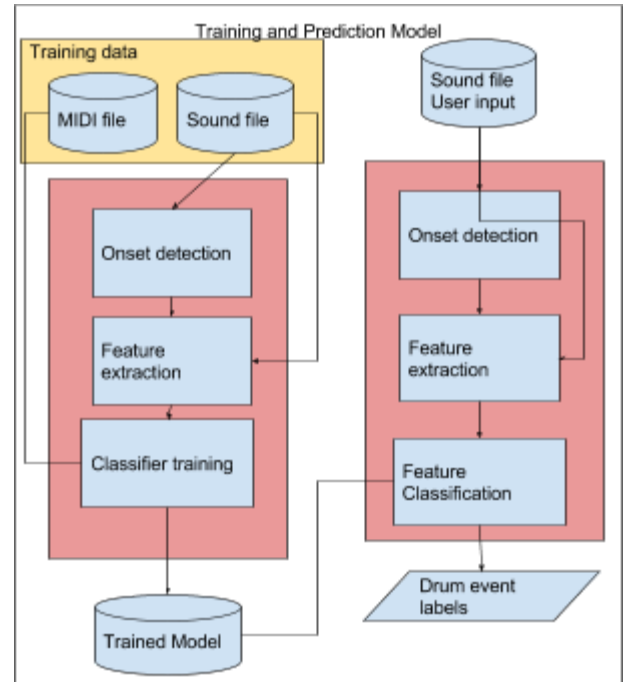 Training and Prediction Model
Training data
MIDI file
Sound file
Onset detection
Feature
extraction
Classifier training
Trained Model
Sound file
User input
Onset detection
Feature
extraction
Feature
Classification
Drum event
labels